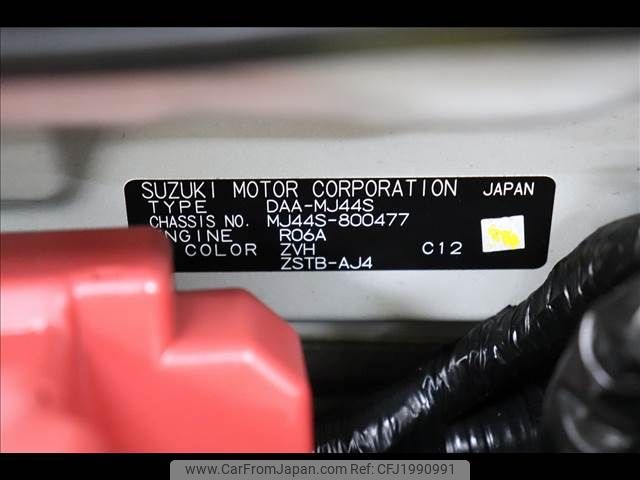 SUZUKI MOTOR CORPORATION JAPAN
TYPE DAA-MJ44S
CHASSIS NO. MJ44S-800477
ENGINE R06A
COLOR ZVH C12
ZSTB-AJ4
www.CarFromJapan.com | ID CFJ1990991